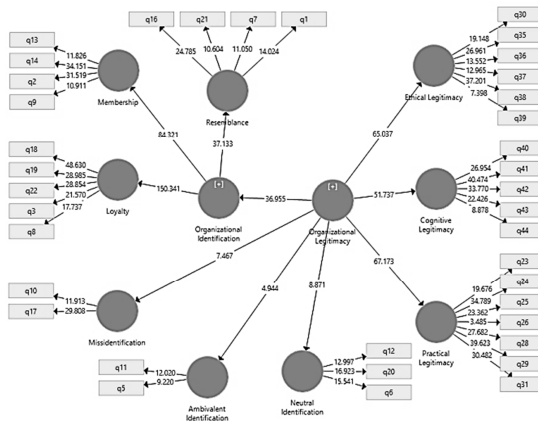 q16
q21
q7
q1
24.785
10.604
11.050
14.024
Resemblance
q13
q14
q2
q9
11.826
34.151
31.519
10.911
Membership
q18
q19
q22
q3
q8
48.630
28.985
28.854
21.570
17.737
Loyalty
84.321
37.133
150.341
[+]
Organizational
Identification
36.955
[+]
Organizational
Legitimacy
65.037
51.737
67.173
7.467
4.944
8.871
q30
q35
q36
q37
q38
q39
19.148
26.961
13.552
12.965
37.201
7.398
Ethical Legitimacy
q40
q41
q42
q43
q44
26.954
40.474
33.770
22.426
8.878
Cognitive
Legitimacy
q23
q24
q25
q26
q28
q29
q31
19.676
34.789
23.362
3.485
27.682
39.623
30.482
Practical
Legitimacy
q10
q17
11.913
29.808
Missidentification
q11
q5
12.020
9.220
Ambivalent
Identification
q12
q20
q6
12.997
16.923
15.541
Neutral
Identification